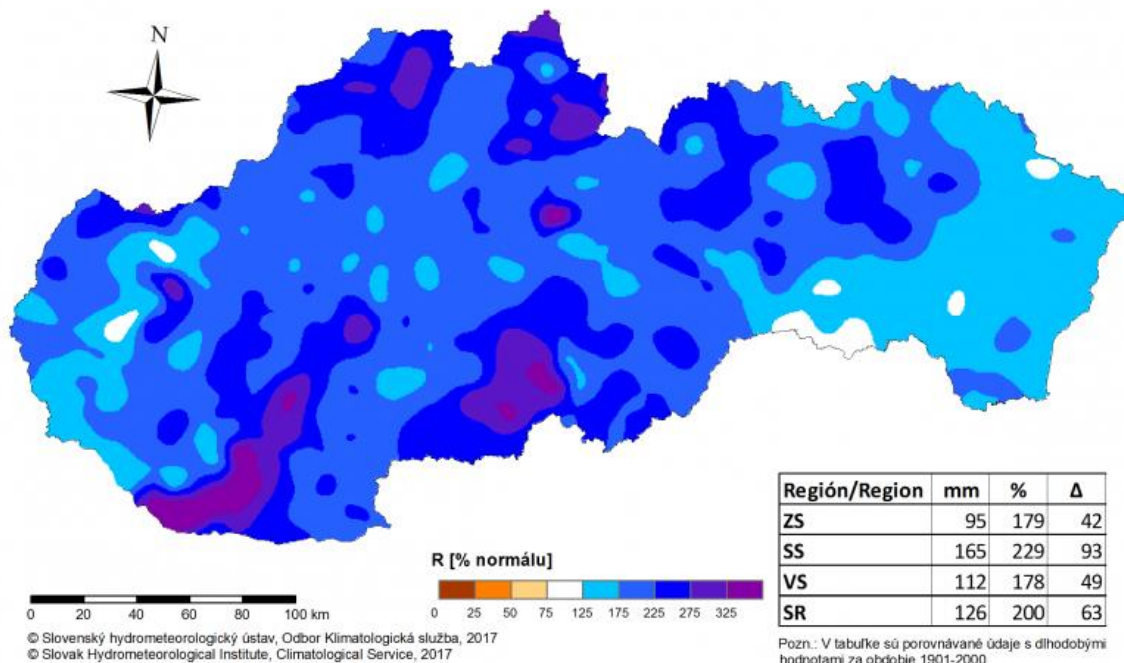 N
Región/Region mm % Δ
ZS 95 179 42
SS 165 229 93
VS 112 178 49
SR 126 200 63
R [% normálu]
0 25 50 75 125 175 225 275 325
0 20 40 60 80 100 km
© Slovenský hydrometeorologický ústav, Odbor Klimatologická služba, 2017
© Slovak Hydrometeorological Institute, Climatological Service, 2017
Pozn.: V tabuľke sú porovnávané údaje s dlhodobými
hodnotami za obdobie 1901-2000